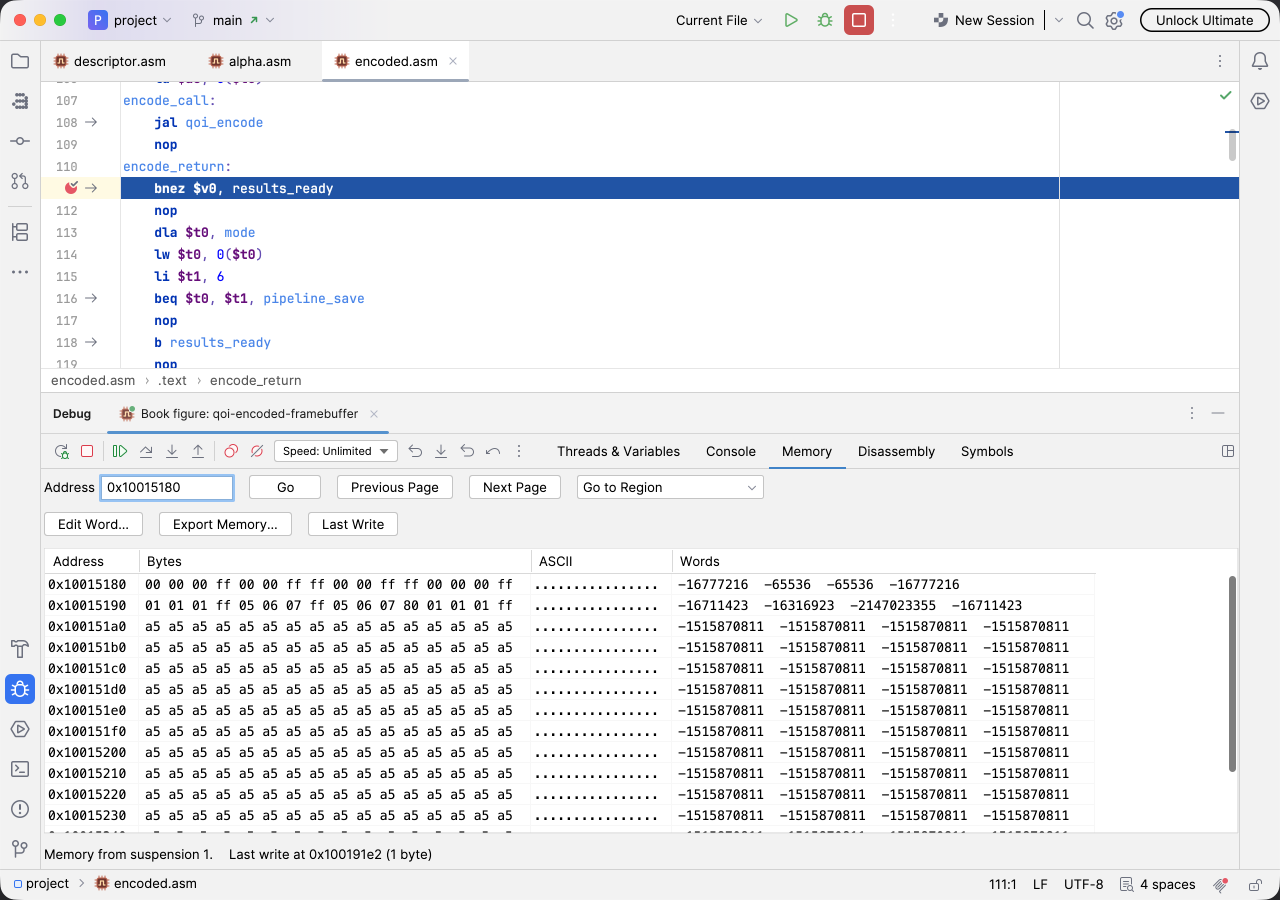 P project main Current File New Session Unlock Ultimate
descriptor.asm alpha.asm encoded.asm
107 encode_call:
108 jal qoi_encode
109 nop
110 encode_return:
bnez $v0, results_ready
112 nop
113 dla $t0, mode
114 lw $t0, 0($t0)
115 li $t1, 6
116 beq $t0, $t1, pipeline_save
117 nop
118 b results_ready
119 nop
encoded.asm › .text › encode_return
Debug Book figure: qoi-encoded-framebuffer
Speed: Unlimited Threads & Variables Console Memory Disassembly Symbols
Address 0x10015180 Go Previous Page Next Page Go to Region
Edit Word... Export Memory... Last Write
Address Bytes ASCII Words
0x10015180 00 00 00 ff 00 00 ff ff 00 00 ff ff 00 00 00 ff ................ -16777216 -65536 -65536 -16777216
0x10015190 01 01 01 ff 05 06 07 ff 05 06 07 80 01 01 01 ff ................ -16711423 -16316923 -2147023355 -16711423
0x100151a0 a5 a5 a5 a5 a5 a5 a5 a5 a5 a5 a5 a5 a5 a5 a5 a5 ................ -1515870811 -1515870811 -1515870811 -1515870811
0x100151b0 a5 a5 a5 a5 a5 a5 a5 a5 a5 a5 a5 a5 a5 a5 a5 a5 ................ -1515870811 -1515870811 -1515870811 -1515870811
0x100151c0 a5 a5 a5 a5 a5 a5 a5 a5 a5 a5 a5 a5 a5 a5 a5 a5 ................ -1515870811 -1515870811 -1515870811 -1515870811
0x100151d0 a5 a5 a5 a5 a5 a5 a5 a5 a5 a5 a5 a5 a5 a5 a5 a5 ................ -1515870811 -1515870811 -1515870811 -1515870811
0x100151e0 a5 a5 a5 a5 a5 a5 a5 a5 a5 a5 a5 a5 a5 a5 a5 a5 ................ -1515870811 -1515870811 -1515870811 -1515870811
0x100151f0 a5 a5 a5 a5 a5 a5 a5 a5 a5 a5 a5 a5 a5 a5 a5 a5 ................ -1515870811 -1515870811 -1515870811 -1515870811
0x10015200 a5 a5 a5 a5 a5 a5 a5 a5 a5 a5 a5 a5 a5 a5 a5 a5 ................ -1515870811 -1515870811 -1515870811 -1515870811
0x10015210 a5 a5 a5 a5 a5 a5 a5 a5 a5 a5 a5 a5 a5 a5 a5 a5 ................ -1515870811 -1515870811 -1515870811 -1515870811
0x10015220 a5 a5 a5 a5 a5 a5 a5 a5 a5 a5 a5 a5 a5 a5 a5 a5 ................ -1515870811 -1515870811 -1515870811 -1515870811
0x10015230 a5 a5 a5 a5 a5 a5 a5 a5 a5 a5 a5 a5 a5 a5 a5 a5 ................ -1515870811 -1515870811 -1515870811 -1515870811
Memory from suspension 1. Last write at 0x100191e2 (1 byte)
project › encoded.asm 111:1 LF UTF-8 4 spaces